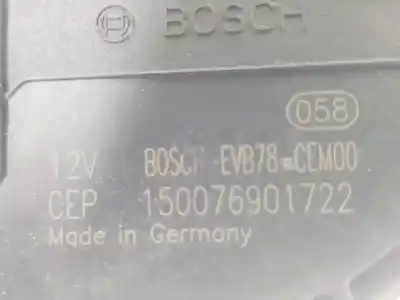 BOSCH
058
12V BOSCH-EVB78-CEM00
CEP 150076901722
Made in Germany